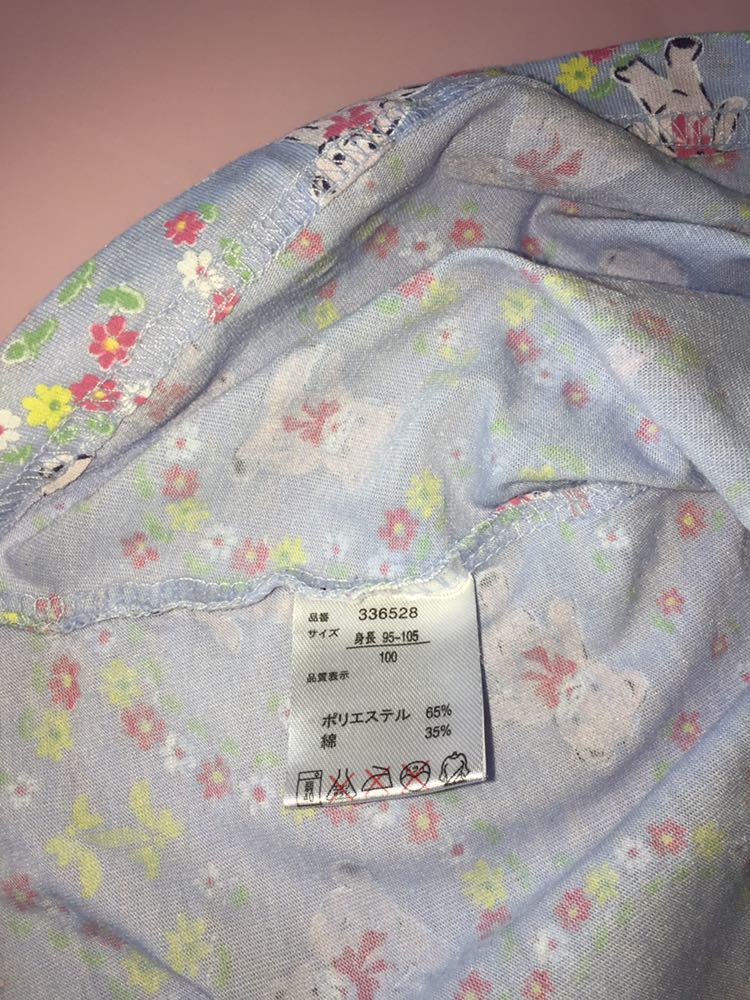 品番 336528
サイズ 身長 95-105
100
品質表示
ポリエステル 65%
綿 35%